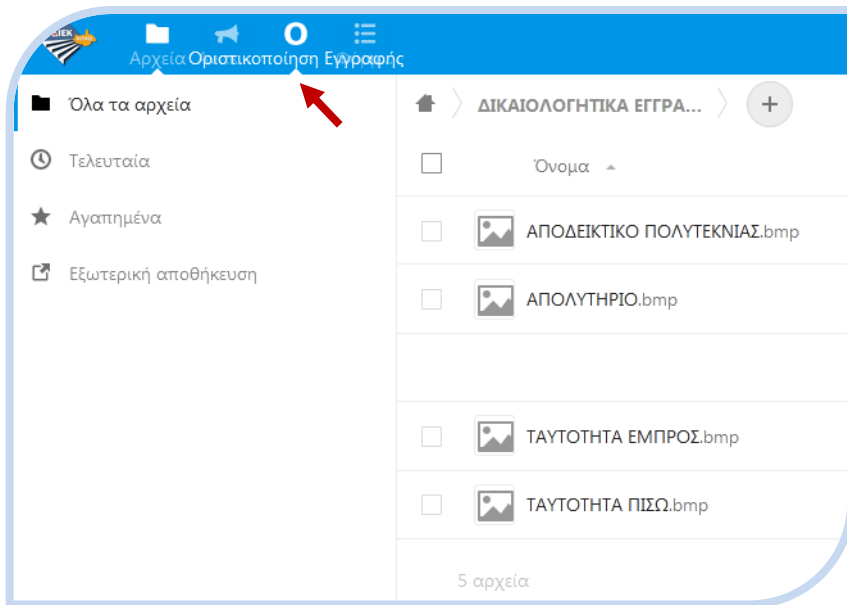 ΔΙΕΚ
Ο
Αρχεία Οριστικοποίηση Εγγραφής
Όλα τα αρχεία
Τελευταία
Αγαπημένα
Εξωτερική αποθήκευση
ΔΙΚΑΙΟΛΟΓΗΤΙΚΑ ΕΓΓΡΑ...
Όνομα
ΑΠΟΔΕΙΚΤΙΚΟ ΠΟΛΥΤΕΚΝΙΑΣ.bmp
ΑΠΟΛΥΤΗΡΙΟ.bmp
ΤΑΥΤΟΤΗΤΑ ΕΜΠΡΟΣ.bmp
ΤΑΥΤΟΤΗΤΑ ΠΙΣΩ.bmp
5 αρχεία